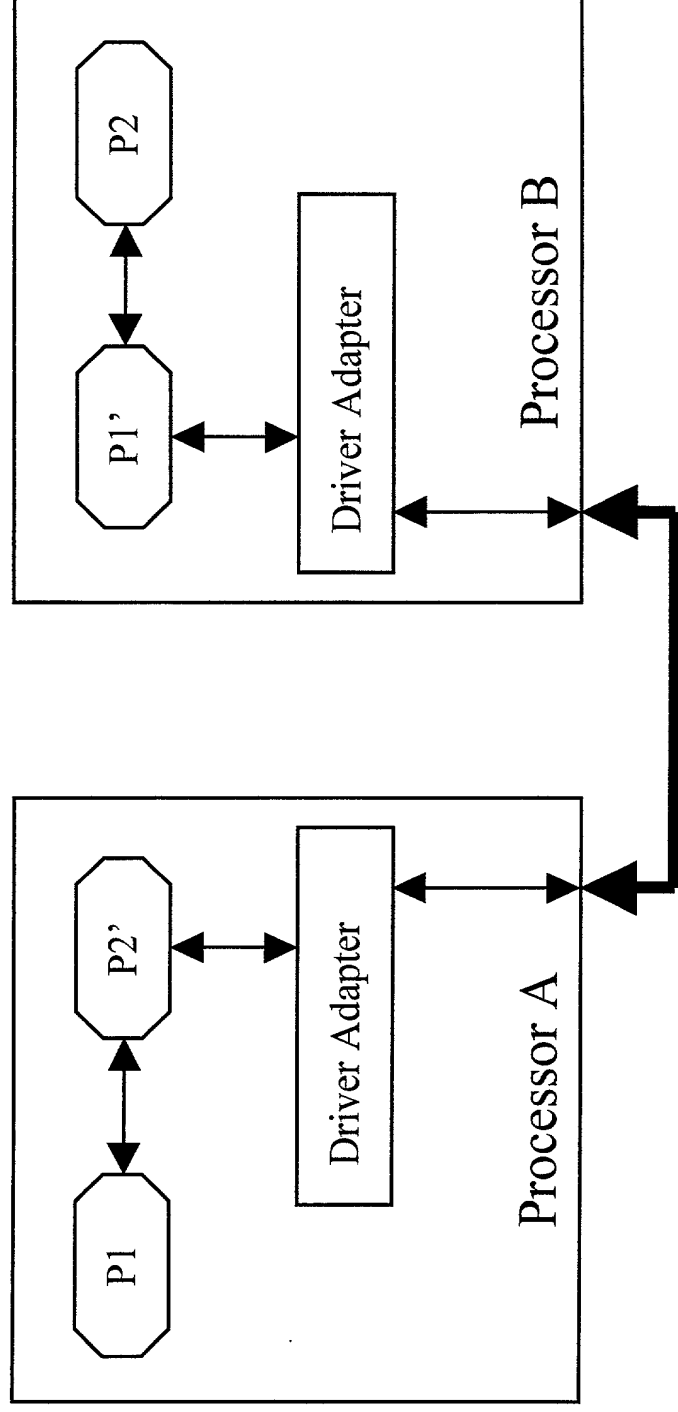 P1
P2’
Driver Adapter
Processor A
P1’
P2
Driver Adapter
Processor B